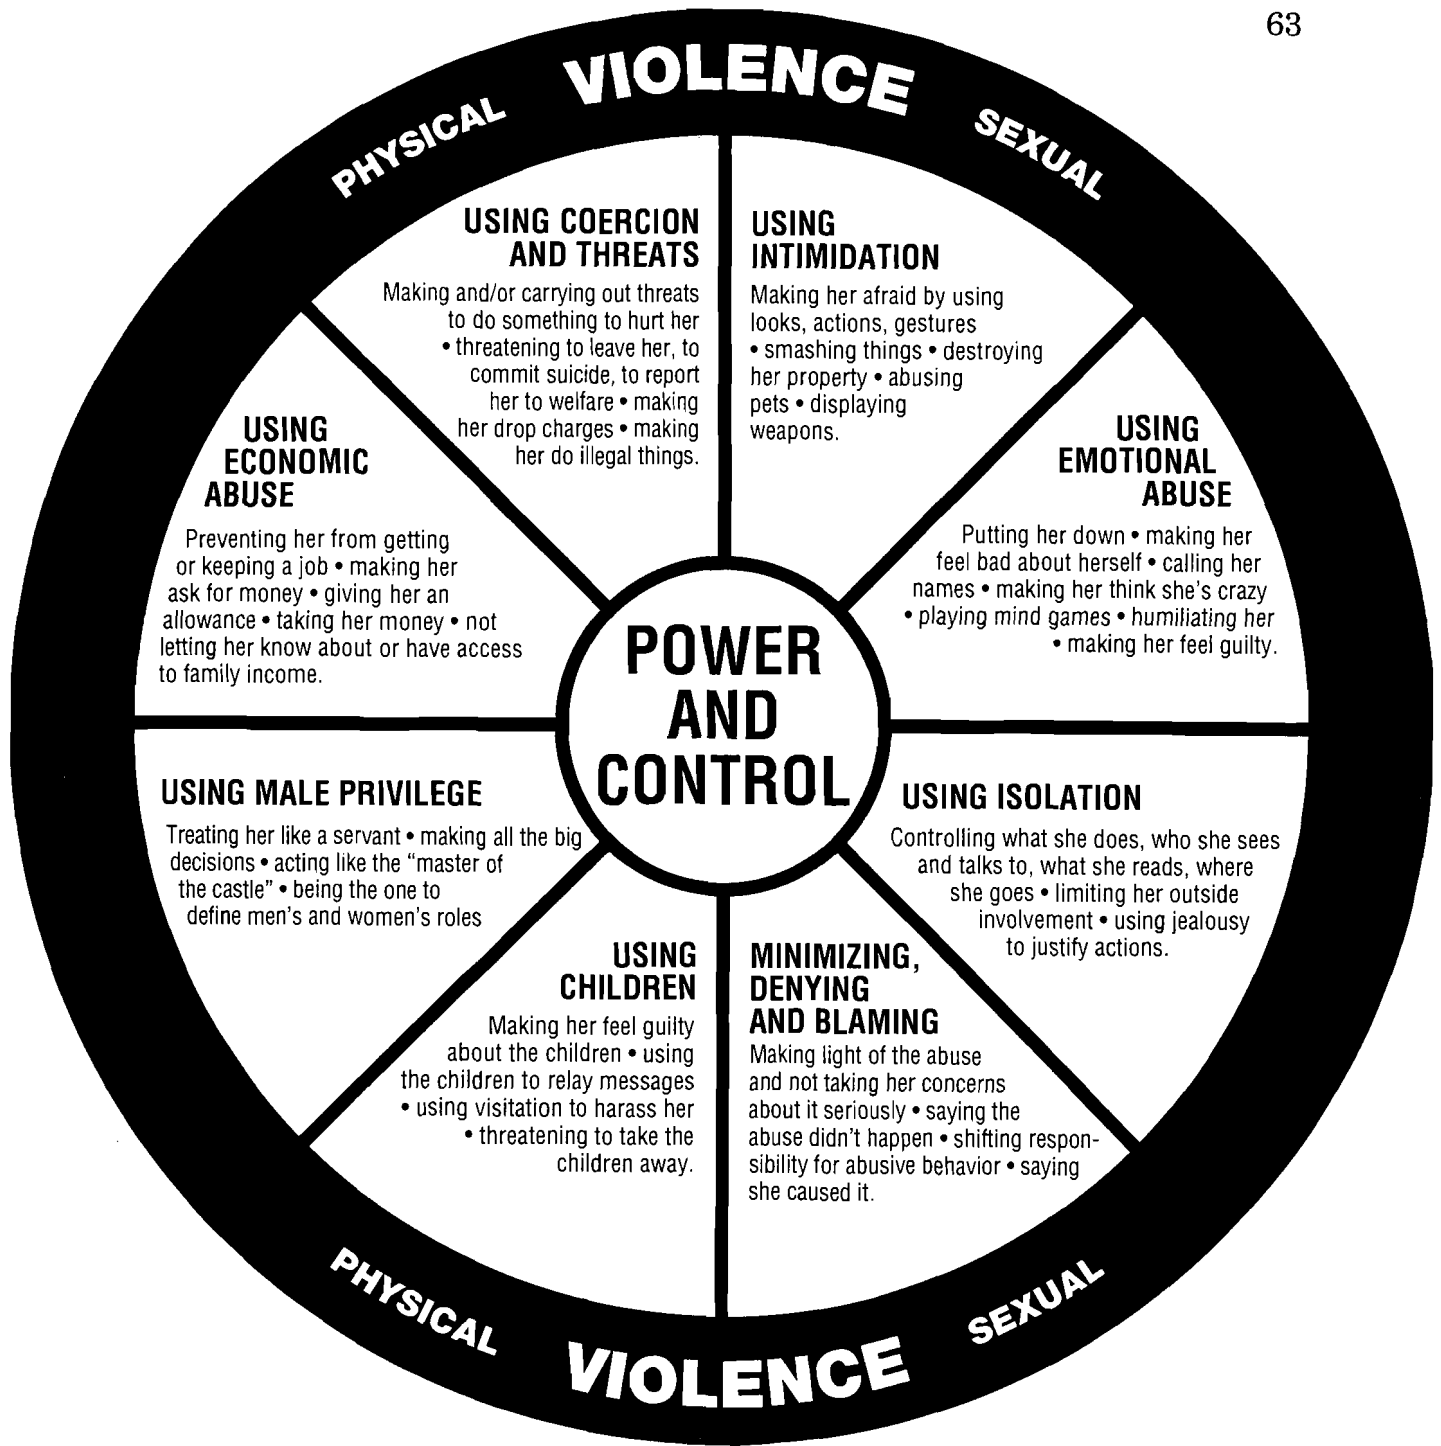 63
PHYSICAL VIOLENCE SEXUAL
USING COERCION
AND THREATS
Making and/or carrying out threats
to do something to hurt her
• threatening to leave her, to
commit suicide, to report
her to welfare • making
her drop charges • making
her do illegal things.
USING
INTIMIDATION
Making her afraid by using
looks, actions, gestures
• smashing things • destroying
her property • abusing
pets • displaying
weapons.
USING
EMOTIONAL
ABUSE
Putting her down • making her
feel bad about herself • calling her
names • making her think she's crazy
• playing mind games • humiliating her
• making her feel guilty.
USING ISOLATION
Controlling what she does, who she sees
and talks to, what she reads, where
she goes • limiting her outside
involvement • using jealousy
to justify actions.
MINIMIZING,
DENYING
AND BLAMING
Making light of the abuse
and not taking her concerns
about it seriously • saying the
abuse didn't happen • shifting respon-
sibility for abusive behavior • saying
she caused it.
USING
CHILDREN
Making her feel guilty
about the children • using
the children to relay messages
• using visitation to harass her
• threatening to take the
children away.
USING MALE PRIVILEGE
Treating her like a servant • making all the big
decisions • acting like the “master of
the castle” • being the one to
define men's and women's roles
USING
ECONOMIC
ABUSE
Preventing her from getting
or keeping a job • making her
ask for money • giving her an
allowance • taking her money • not
letting her know about or have access
to family income.
POWER
AND
CONTROL
PHYSICAL VIOLENCE SEXUAL